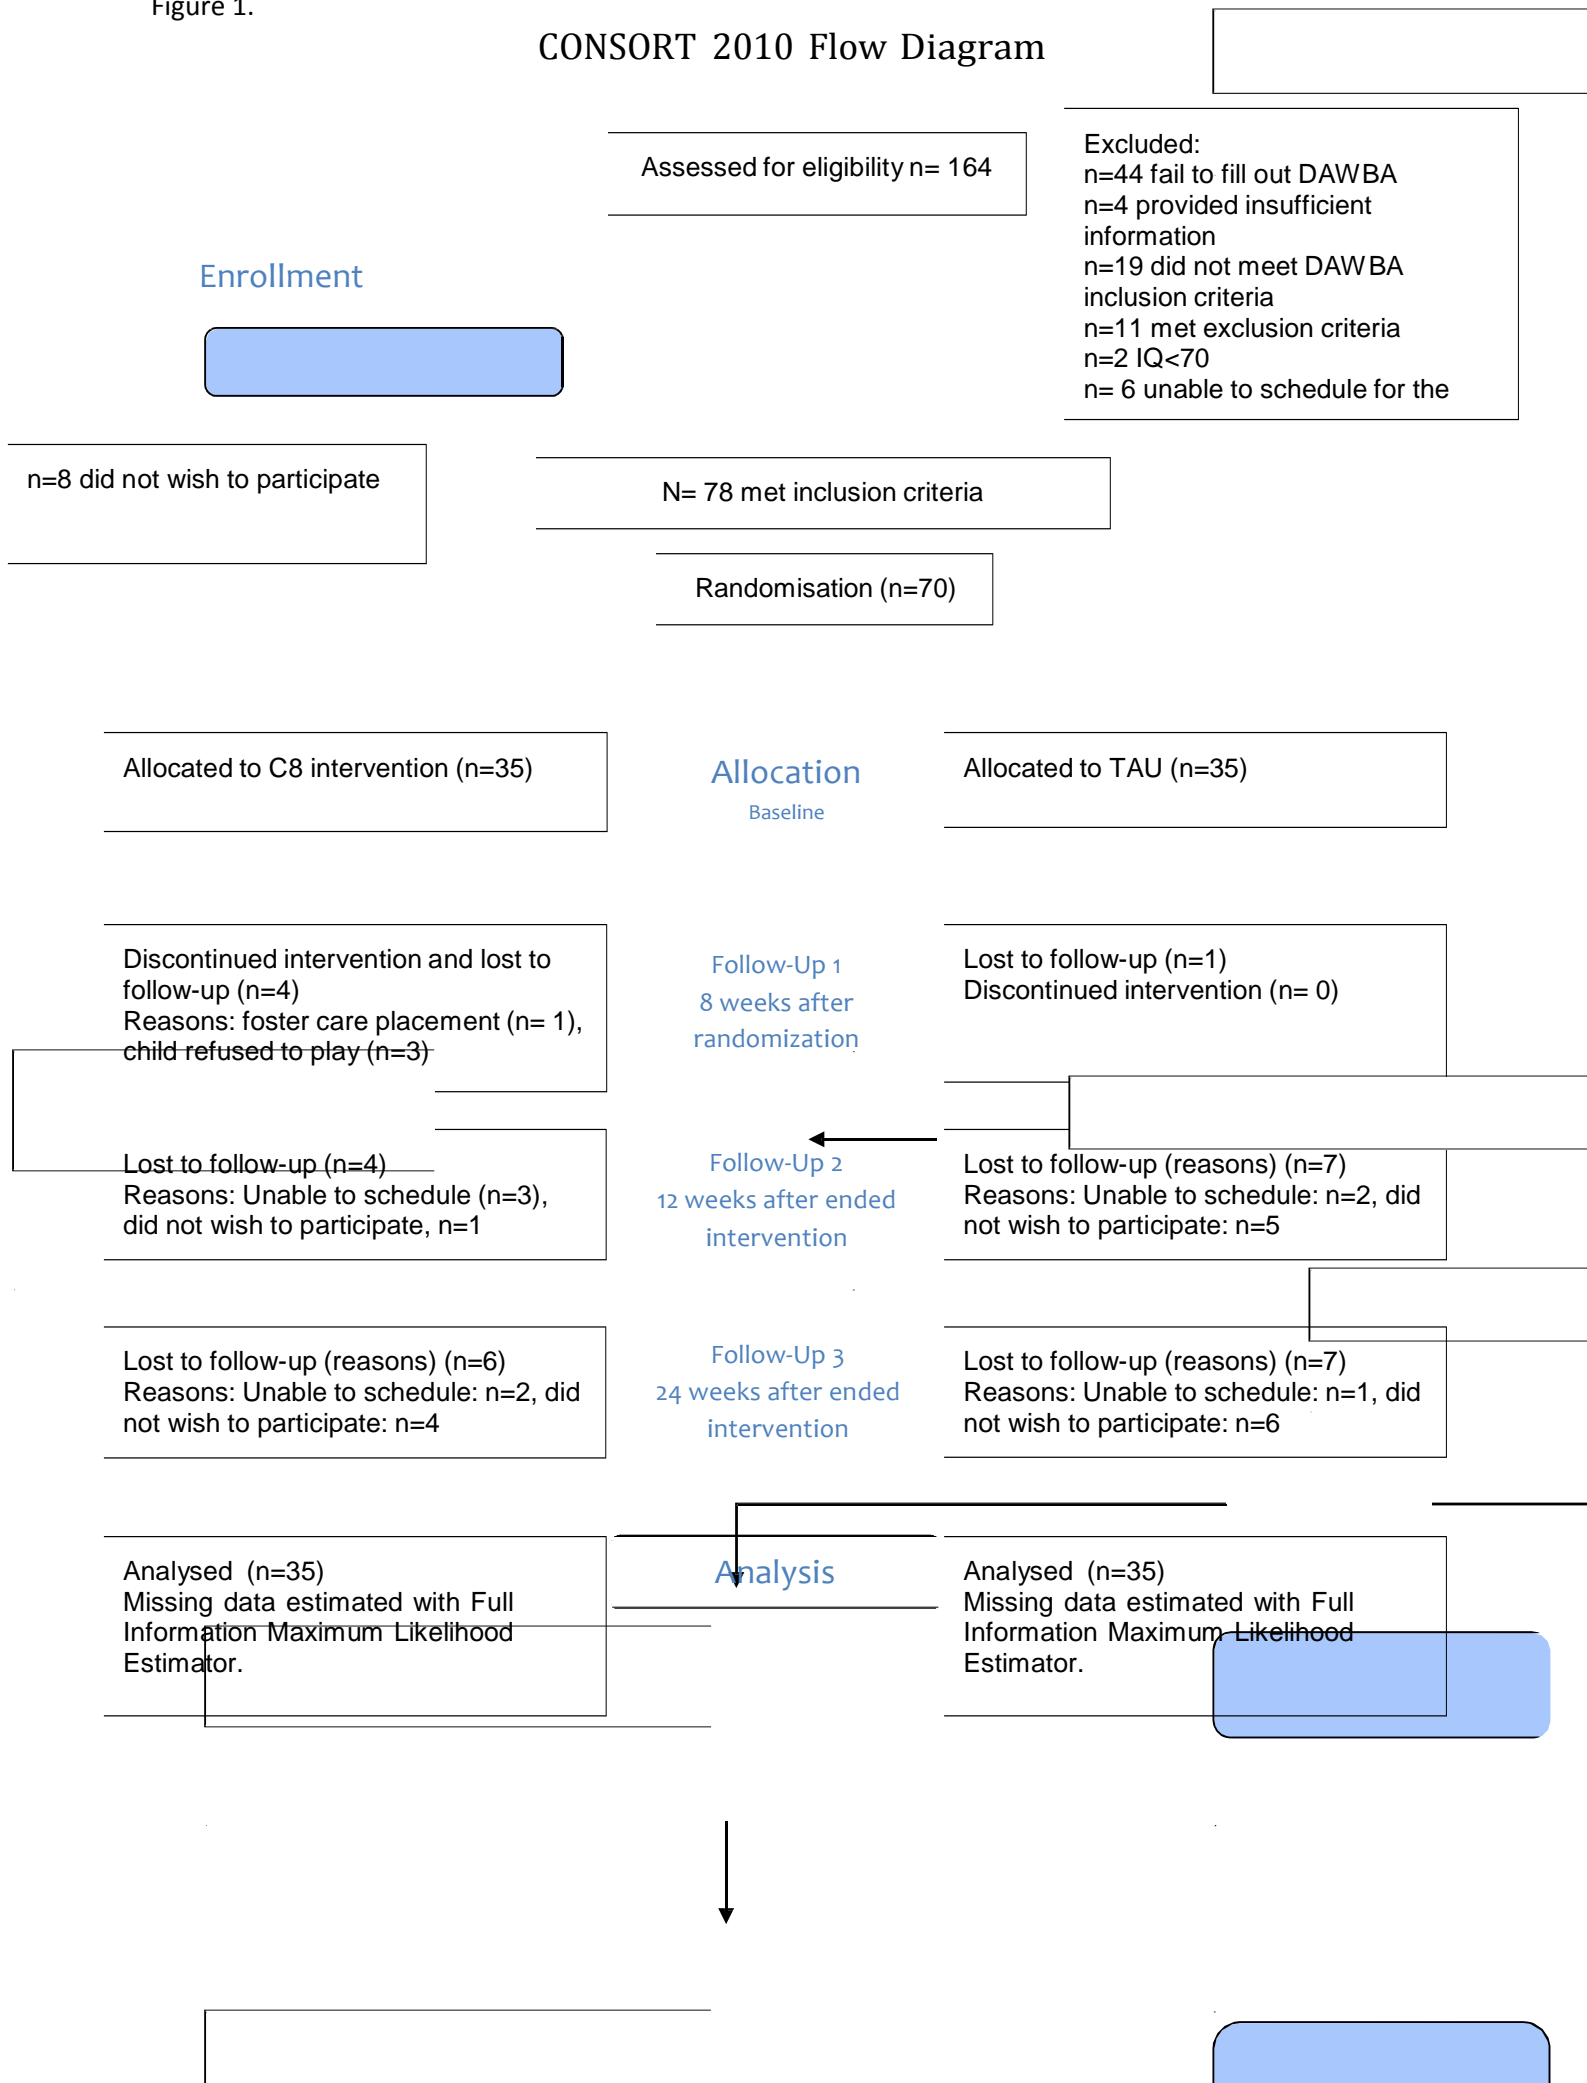 Figure 1.
CONSORT 2010 Flow Diagram
Assessed for eligibility n= 164
Excluded:
n=44 fail to fill out DAWBA
n=4 provided insufficient
information
n=19 did not meet DAWBA
inclusion criteria
n=11 met exclusion criteria
n=2 IQ<70
n= 6 unable to schedule for the
Enrollment
n=8 did not wish to participate
N= 78 met inclusion criteria
Randomisation (n=70)
Allocated to C8 intervention (n=35)
Allocation
Baseline
Allocated to TAU (n=35)
Discontinued intervention and lost to
follow-up (n=4)
Reasons: foster care placement (n= 1),
child refused to play (n=3)
Follow-Up 1
8 weeks after
randomization
Lost to follow-up (n=1)
Discontinued intervention (n= 0)
Lost to follow-up (n=4)
Reasons: Unable to schedule (n=3),
did not wish to participate, n=1
Follow-Up 2
12 weeks after ended
intervention
Lost to follow-up (reasons) (n=7)
Reasons: Unable to schedule: n=2, did
not wish to participate: n=5
Lost to follow-up (reasons) (n=6)
Reasons: Unable to schedule: n=2, did
not wish to participate: n=4
Follow-Up 3
24 weeks after ended
intervention
Lost to follow-up (reasons) (n=7)
Reasons: Unable to schedule: n=1, did
not wish to participate: n=6
Analysed (n=35)
Missing data estimated with Full
Information Maximum Likelihood
Estimator.
Analysis
Analysed (n=35)
Missing data estimated with Full
Information Maximum Likelihood
Estimator.